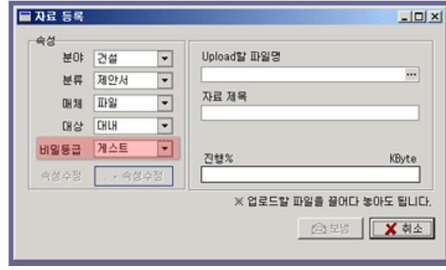 자료 등록
속성
분야 건설
분류 제안서
매체 파일
대상 대내
비밀등급 게스트
속성수정 속성수정
Upload할 파일명
자료 제목
진행% KByte
※ 업로드할 파일을 끌어다 놓아도 됩니다.
보냄 취소